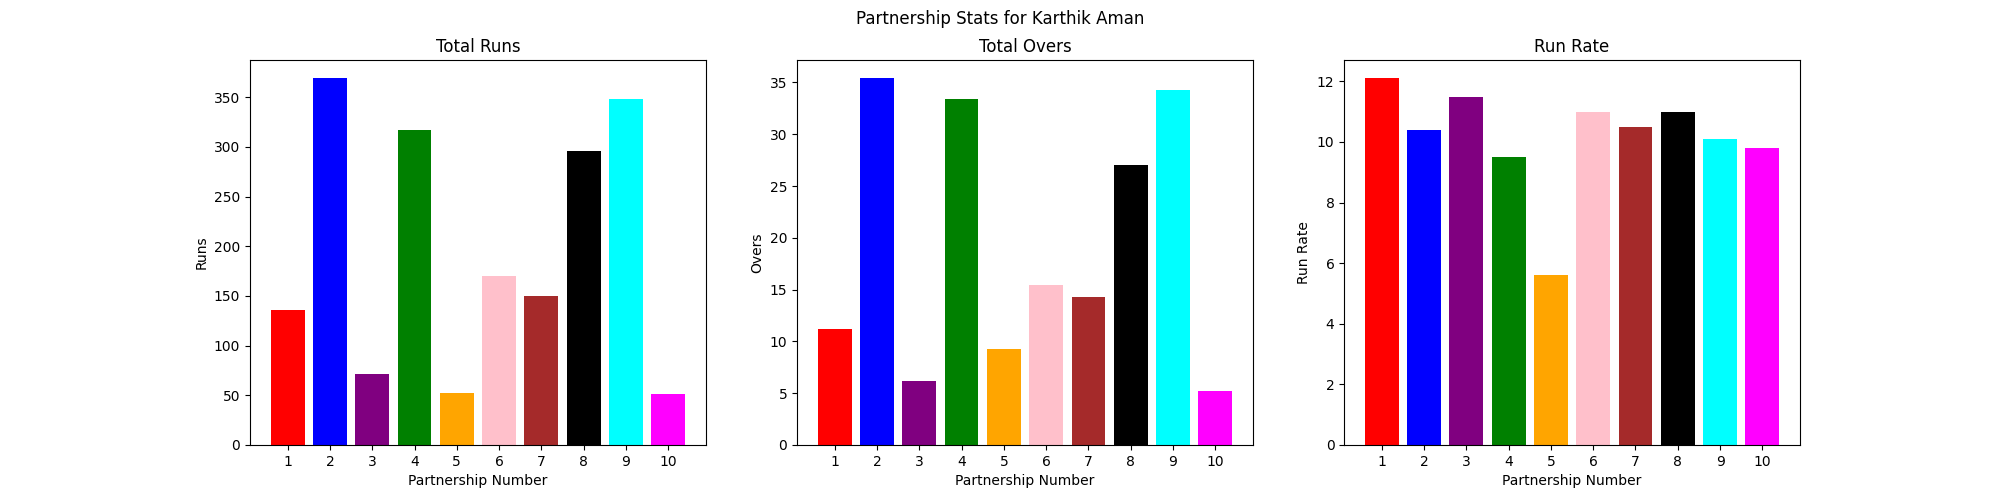 Partnership Stats for Karthik Aman
Total Runs
Runs
350
300
250
200
150
100
50
0
1 2 3 4 5 6 7 8 9 10
Partnership Number
Total Overs
Overs
35
30
25
20
15
10
5
0
1 2 3 4 5 6 7 8 9 10
Partnership Number
Run Rate
Run Rate
12
10
8
6
4
2
0
1 2 3 4 5 6 7 8 9 10
Partnership Number